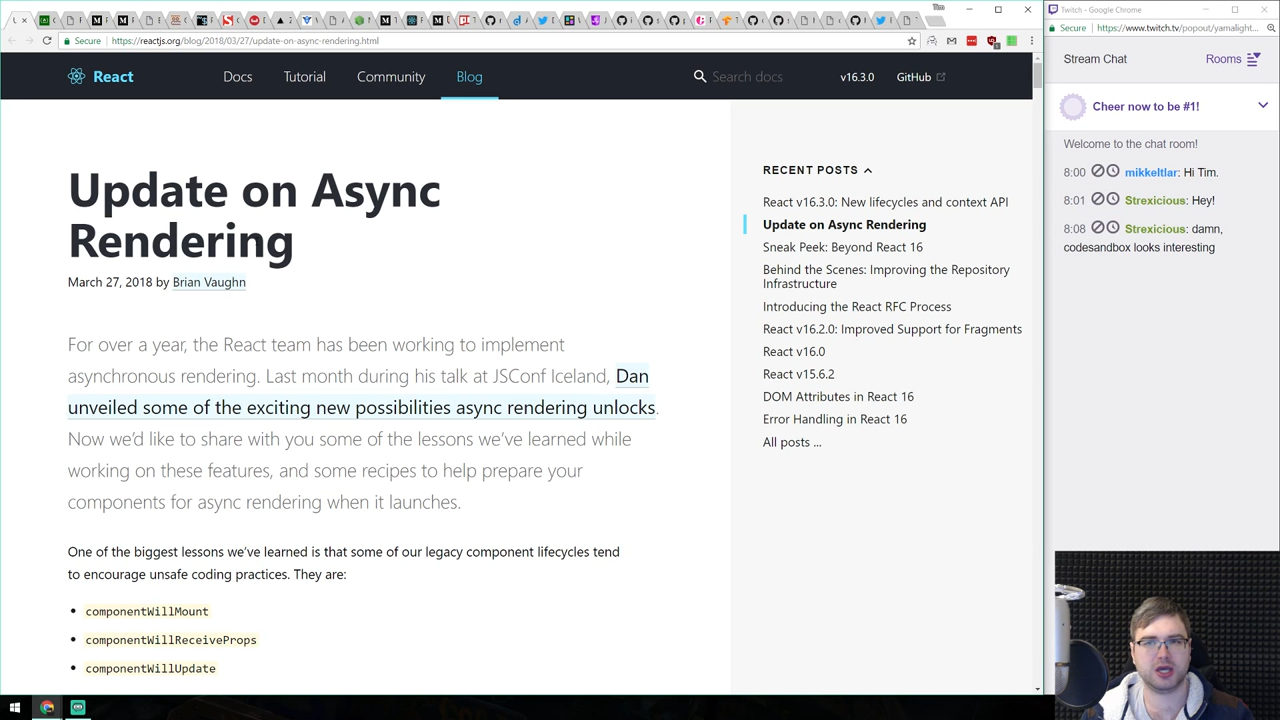 Tim
Secure
https://reactjs.org/blog/2018/03/27/update-on-async-rendering.html
React
Docs
Tutorial
Community
Blog
Search docs
v16.3.0
GitHub
Update on Async
Rendering
March 27, 2018 by Brian Vaughn
For over a year, the React team has been working to implement
asynchronous rendering. Last month during his talk at JSConf Iceland, Dan
unveiled some of the exciting new possibilities async rendering unlocks.
Now we’d like to share with you some of the lessons we’ve learned while
working on these features, and some recipes to help prepare your
components for async rendering when it launches.
One of the biggest lessons we’ve learned is that some of our legacy component lifecycles tend
to encourage unsafe coding practices. They are:
• componentWillMount
• componentWillReceiveProps
• componentWillUpdate
RECENT POSTS
React v16.3.0: New lifecycles and context API
Update on Async Rendering
Sneak Peek: Beyond React 16
Behind the Scenes: Improving the Repository
Infrastructure
Introducing the React RFC Process
React v16.2.0: Improved Support for Fragments
React v16.0
React v15.6.2
DOM Attributes in React 16
Error Handling in React 16
All posts ...
Twitch - Google Chrome
Secure
https://www.twitch.tv/popout/yamalight...
Stream Chat
Rooms
Cheer now to be #1!
Welcome to the chat room!
8:00 mikkeltlar: Hi Tim.
8:01 Strexicious: Hey!
8:08 Strexicious: damn,
codesandbox looks interesting